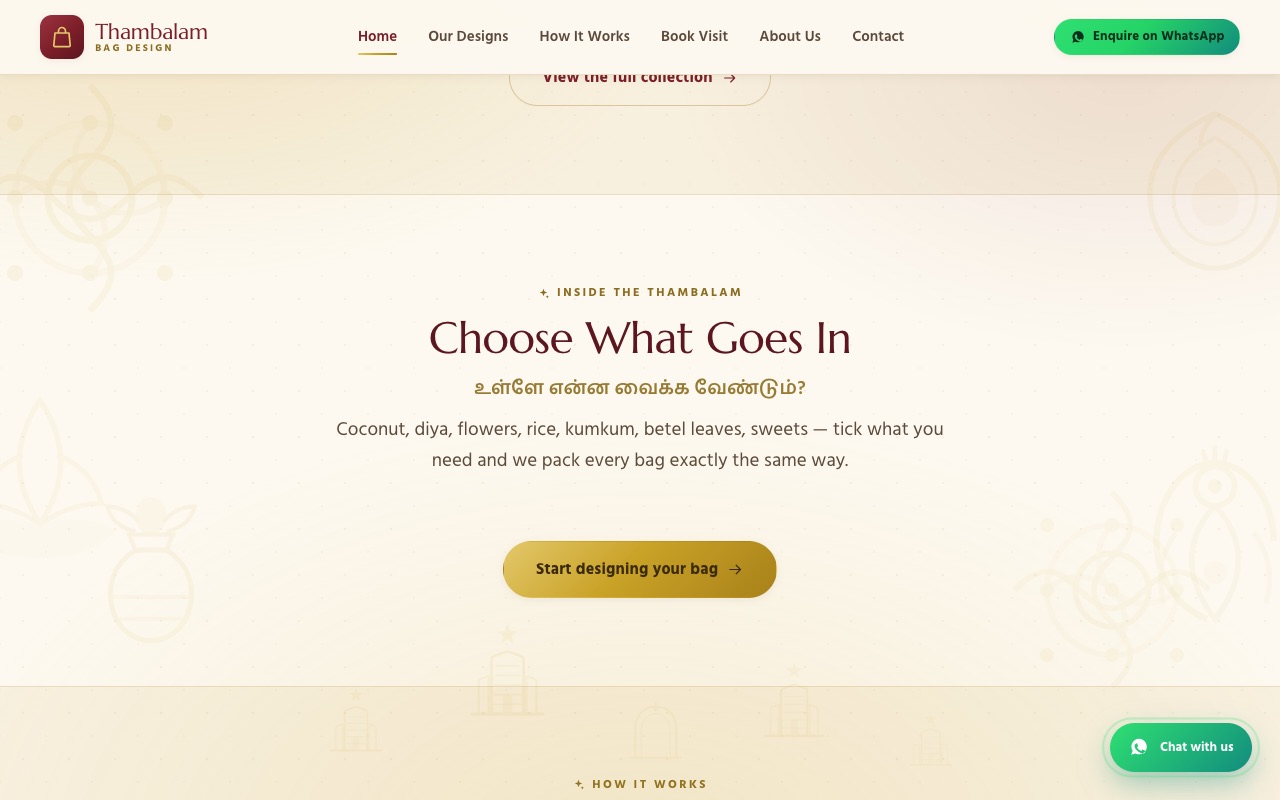 Thambalam
BAG DESIGN
Home
Our Designs
How It Works
Book Visit
About Us
Contact
Enquire on WhatsApp
View the full collection
INSIDE THE THAMBALAM
Choose What Goes In
உள்ளே என்ன வைக்க வேண்டும்?
Coconut, diya, flowers, rice, kumkum, betel leaves, sweets — tick what you
need and we pack every bag exactly the same way.
Start designing your bag
Chat with us
HOW IT WORKS